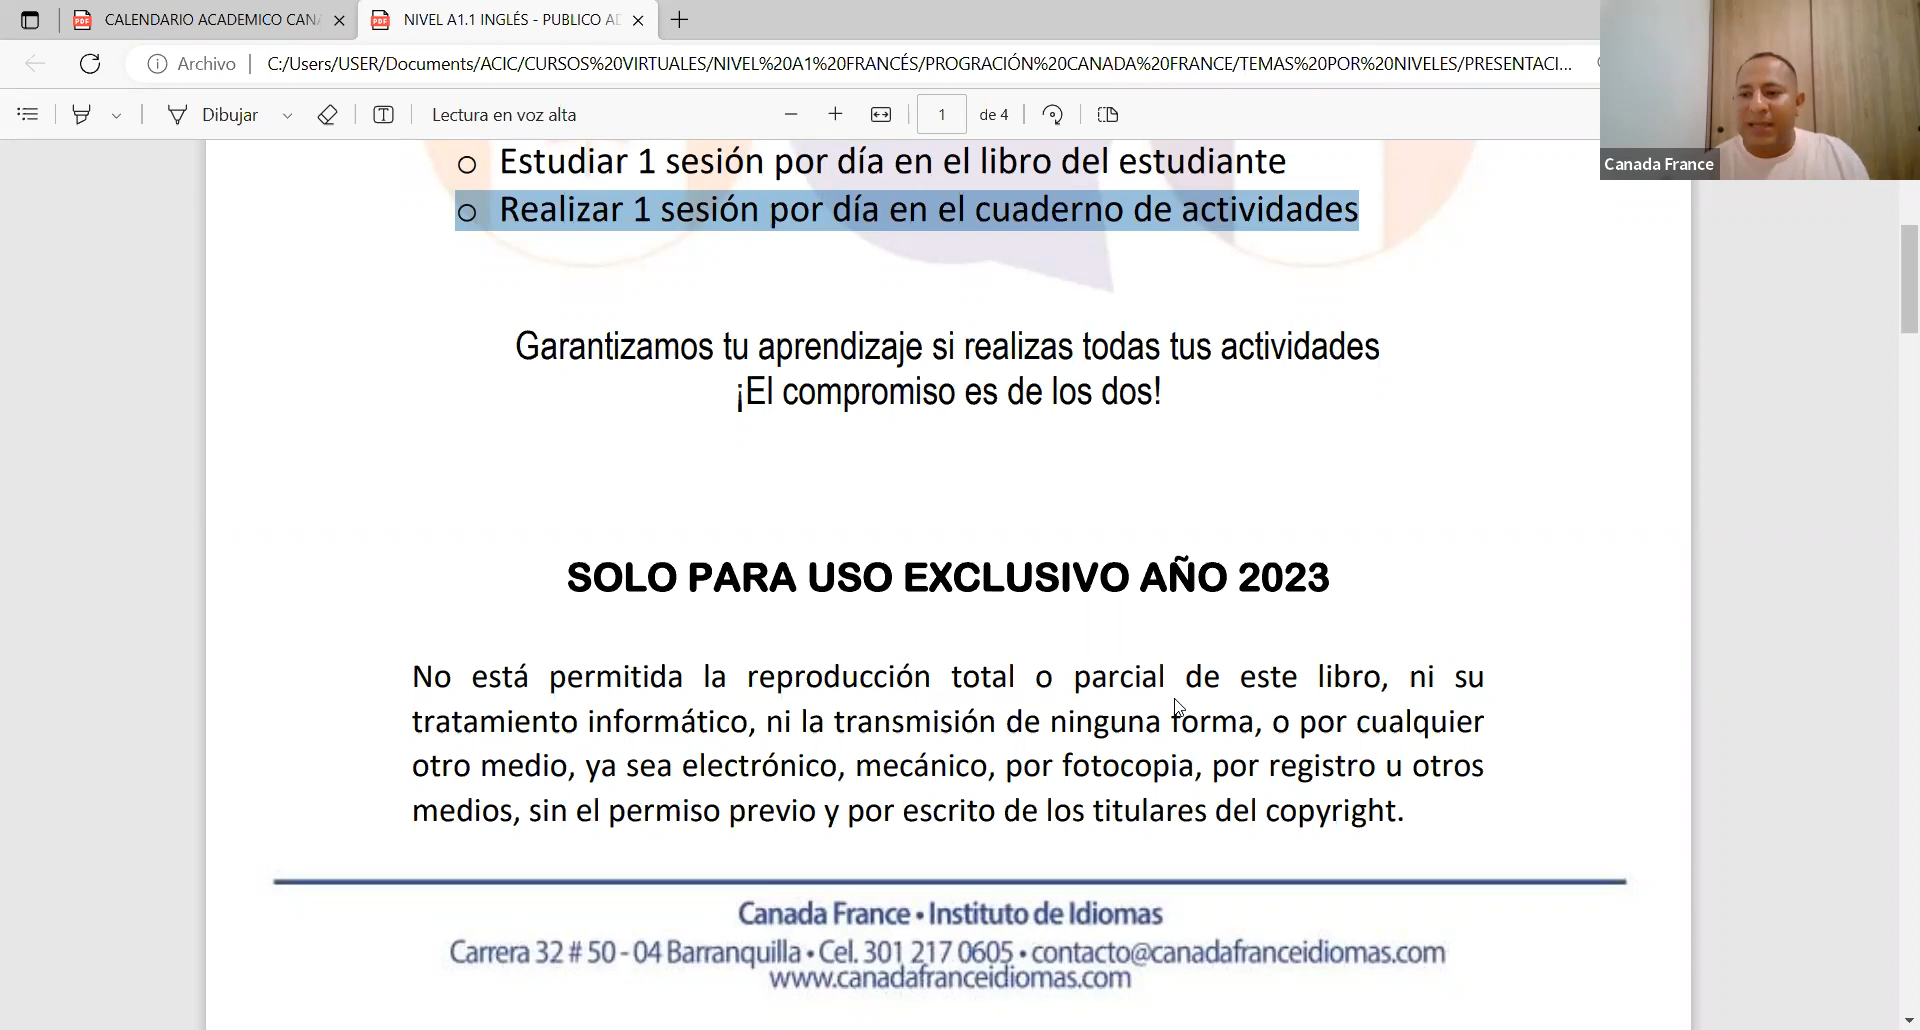 CALENDARIO ACADEMICO CAN
NIVEL A1.1 INGLÉS - PUBLICO AD
Archivo
C:/Users/USER/Documents/ACIC/CURSOS%20VIRTUALES/NIVEL%20A1%20FRANCÉS/PROGRACIÓN%20CANADA%20FRANCE/TEMAS%20POR%20NIVELES/PRESENTACI...
Dibujar
Lectura en voz alta
1 de 4
Canada France
o Estudiar 1 sesión por día en el libro del estudiante
o Realizar 1 sesión por día en el cuaderno de actividades
Garantizamos tu aprendizaje si realizas todas tus actividades
¡El compromiso es de los dos!
SOLO PARA USO EXCLUSIVO AÑO 2023
No está permitida la reproducción total o parcial de este libro, ni su
tratamiento informático, ni la transmisión de ninguna forma, o por cualquier
otro medio, ya sea electrónico, mecánico, por fotocopia, por registro u otros
medios, sin el permiso previo y por escrito de los titulares del copyright.
Canada France • Instituto de Idiomas
Carrera 32 # 50 - 04 Barranquilla • Cel. 301 217 0605 • contacto@canadafranceidiomas.com
www.canadafranceidiomas.com